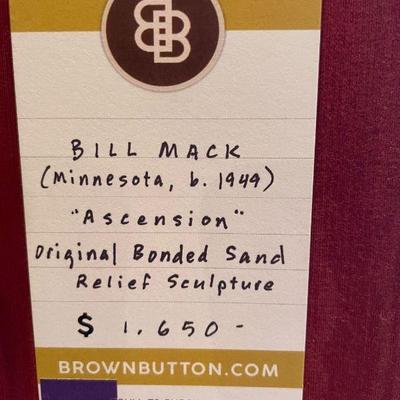 BILL MACK
(Minnesota, b. 1949)
"Ascension"
Original Bonded Sand
Relief Sculpture
$ 1,650-
BROWNBUTTON.COM